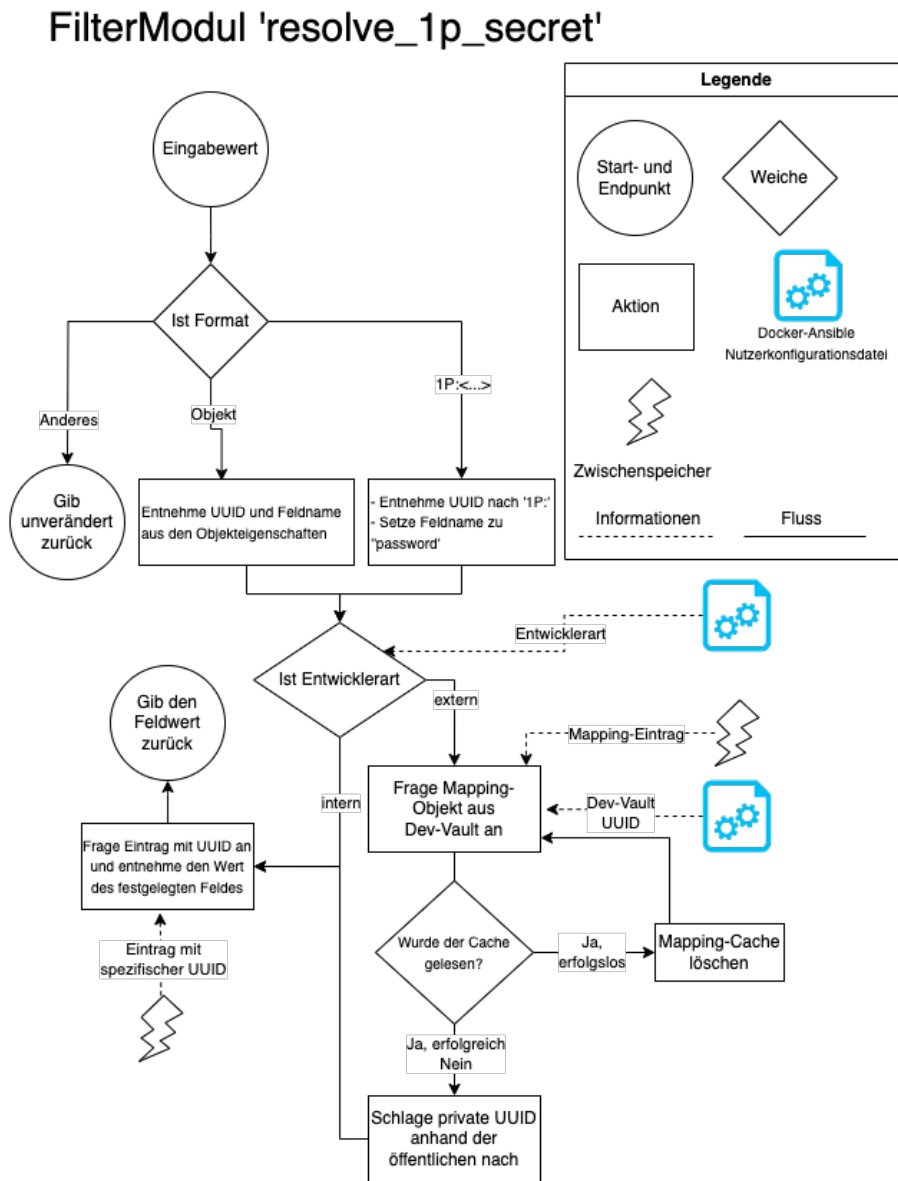 FilterModul 'resolve_1p_secret'
Legende
Eingabewert
Start- und
Endpunkt
Weiche
Ist Format
Aktion
Docker-Ansible
Nutzerkonfigurationsdatei
1P:<...>
Anderes
Objekt
Zwischenspeicher
Gib
unverändert
zurück
Entnehme UUID und Feldname
aus den Objekteigenschaften
- Entnehme UUID nach '1P:'
- Setze Feldname zu
"password'
Informationen
Fluss
Entwicklerart
Ist Entwicklerart
extern
Gib den
Feldwert
zurück
Mapping-Eintrag
intern
Frage Mapping-
Objekt aus
Dev-Vault an
Dev-Vault
UUID
Frage Eintrag mit UUID an
und entnehme den Wert
des festgelegten Feldes
Wurde der Cache
gelesen?
Ja,
erfolgslos
Mapping-Cache
löschen
Eintrag mit
spezifischer UUID
Ja, erfolgreich
Nein
Schlage private UUID
anhand der
öffentlichen nach